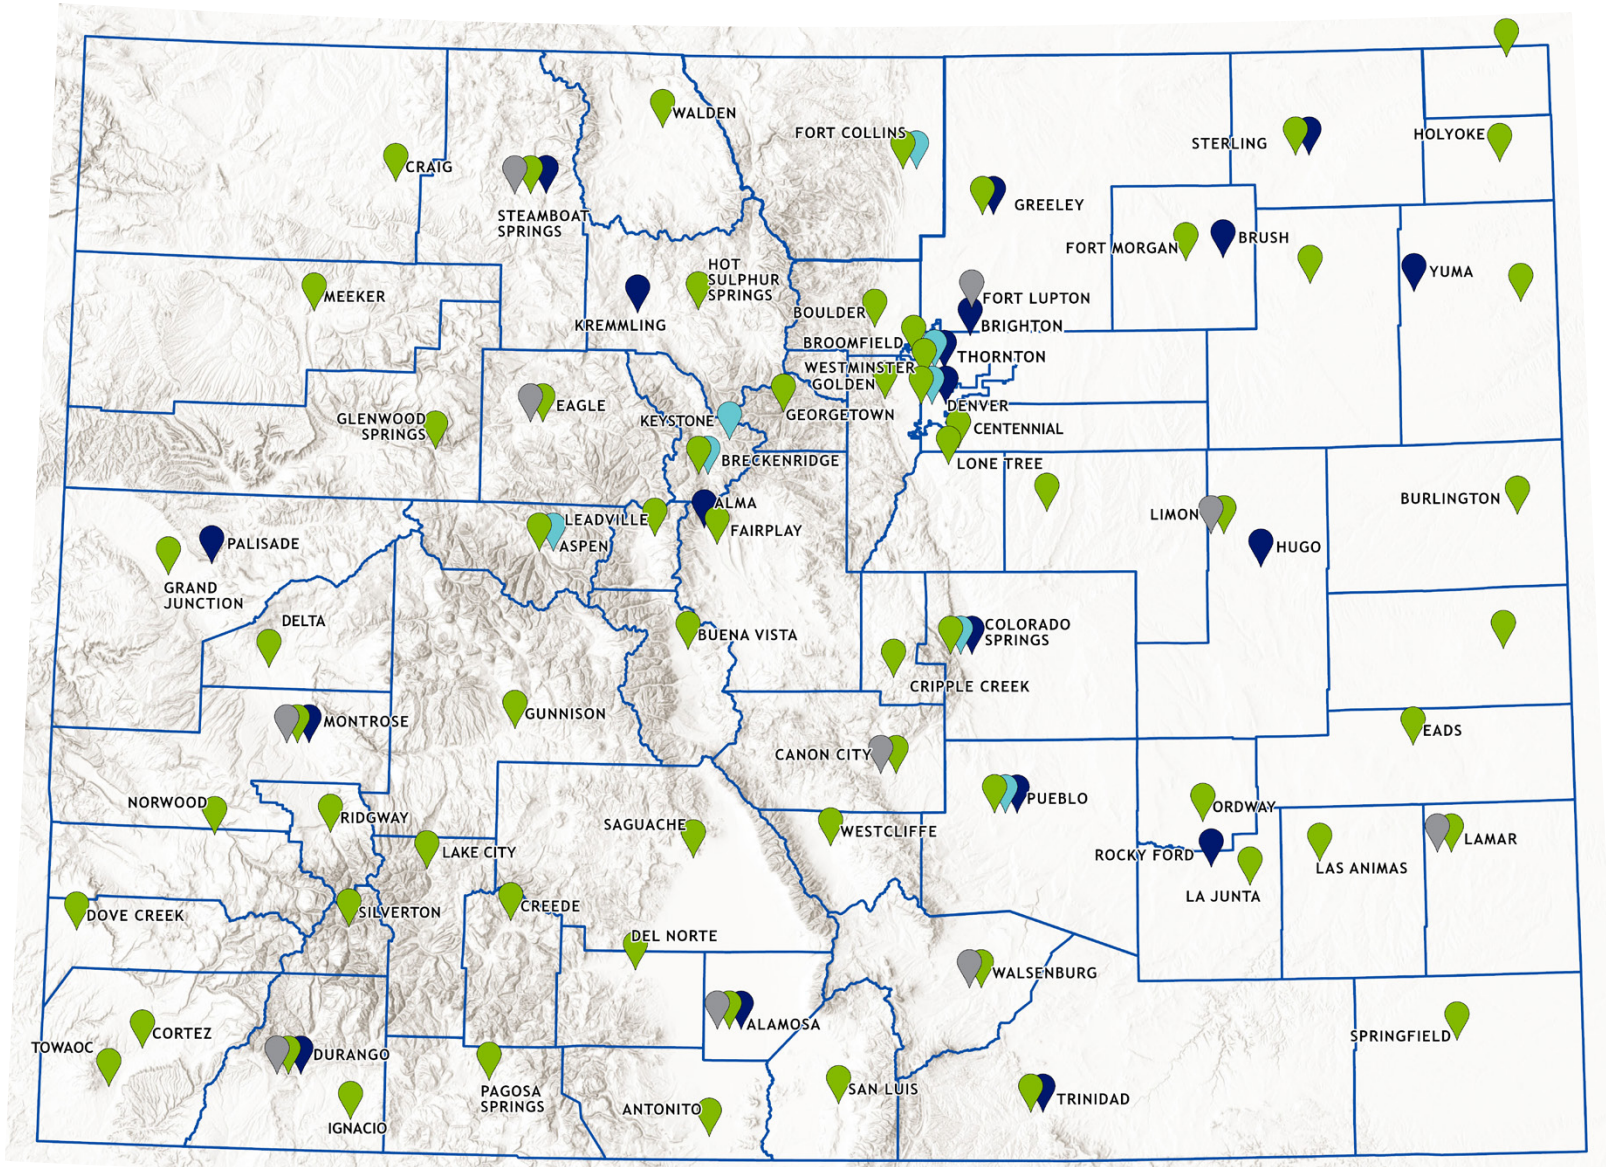 WALDEN
FORT COLLINS
STERLING
HOLYOKE
CRAIG
STEAMBOAT
SPRINGS
GREELEY
FORT MORGAN
BRUSH
YUMA
MEEKER
HOT
SULPHUR
SPRINGS
KREMMLING
FORT LUPTON
BOULDER
BRIGHTON
BROOMFIELD
THORNTON
WESTMINSTER
GOLDEN
DENVER
EAGLE
GEORGETOWN
KEYSTONE
GLENWOOD
SPRINGS
CENTENNIAL
BRECKENRIDGE
LONE TREE
BURLINGTON
ALMA
LEADVILLE
FAIRPLAY
LIMON
PALISADE
ASPEN
HUGO
GRAND
JUNCTION
DELTA
BUENA VISTA
COLORADO
SPRINGS
CRIPPLE CREEK
GUNNISON
MONTROSE
EADS
CANON CITY
PUEBLO
NORWOOD
RIDGWAY
ORDWAY
SAGUACHE
WESTCLIFFE
LAMAR
LAKE CITY
ROCKY FORD
LAS ANIMAS
LA JUNTA
DOVE CREEK
SILVERTON
CREEDE
DEL NORTE
WALSENBURG
ALAMOSA
CORTEZ
SPRINGFIELD
TOWAOC
DURANGO
PAGOSA
SPRINGS
SAN LUIS
TRINIDAD
ANTONITO
IGNACIO